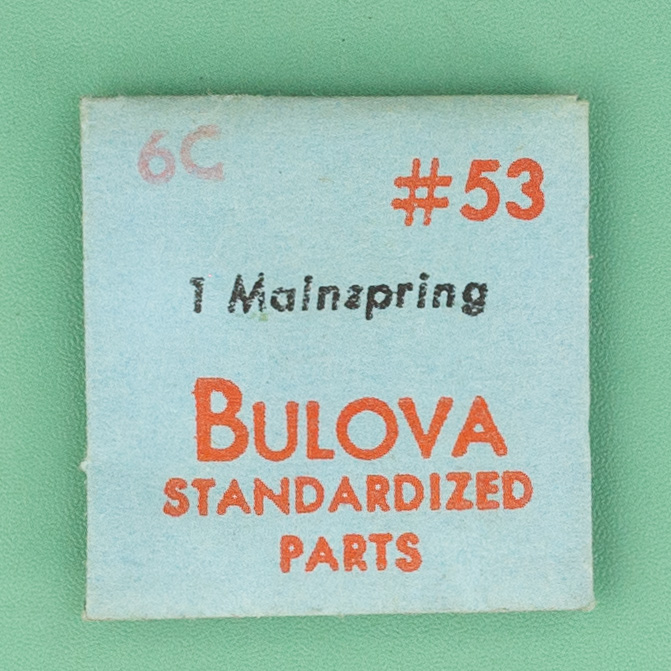 6C
#53
1 Mainspring
BULOVA
STANDARDIZED
PARTS